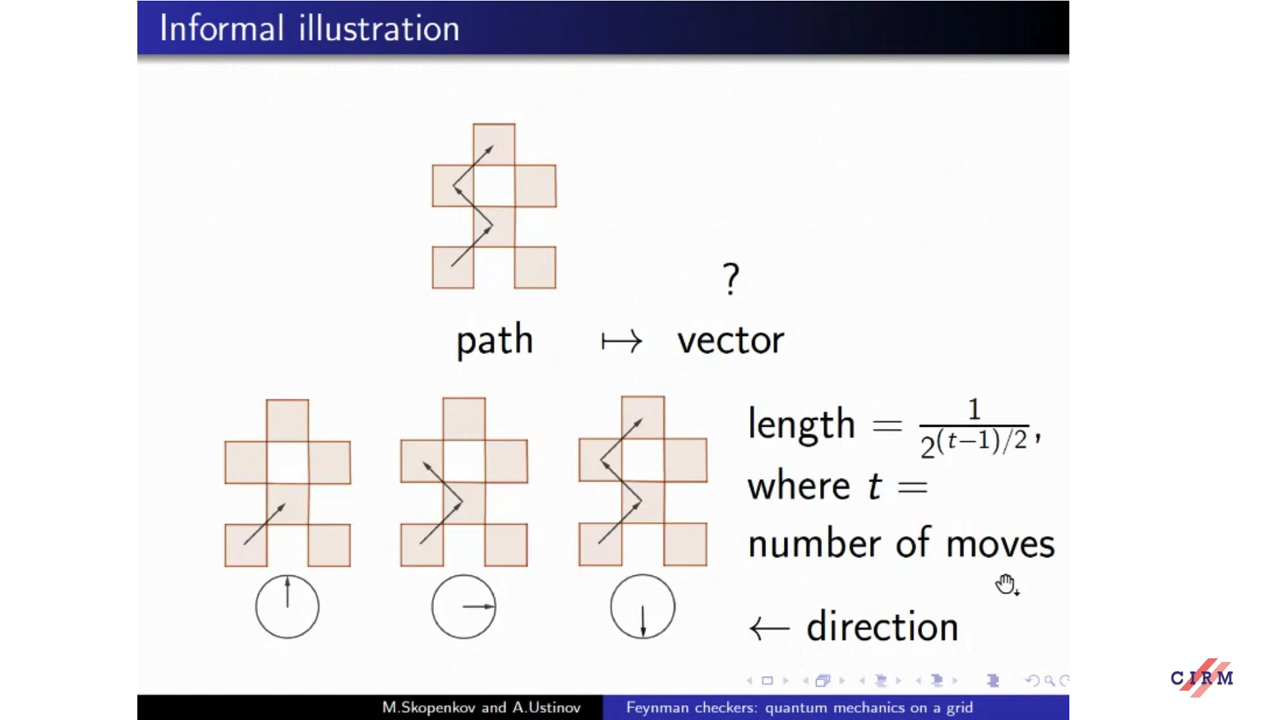 Informal illustration
?
path ↦ vector
length = \frac{1}{2^{(t-1)/2}},
where t =
number of moves
← direction
M.Skopenkov and A.Ustinov
Feynman checkers: quantum mechanics on a grid
CIRM